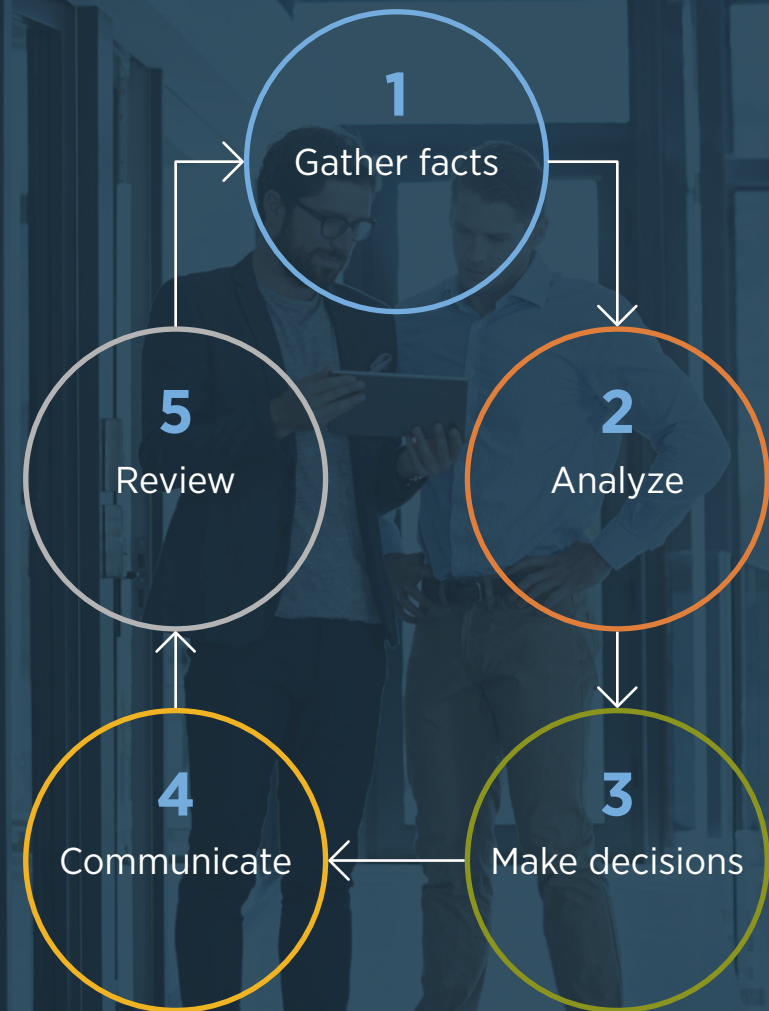 1
Gather facts
2
Analyze
3
Make decisions
4
Communicate
5
Review